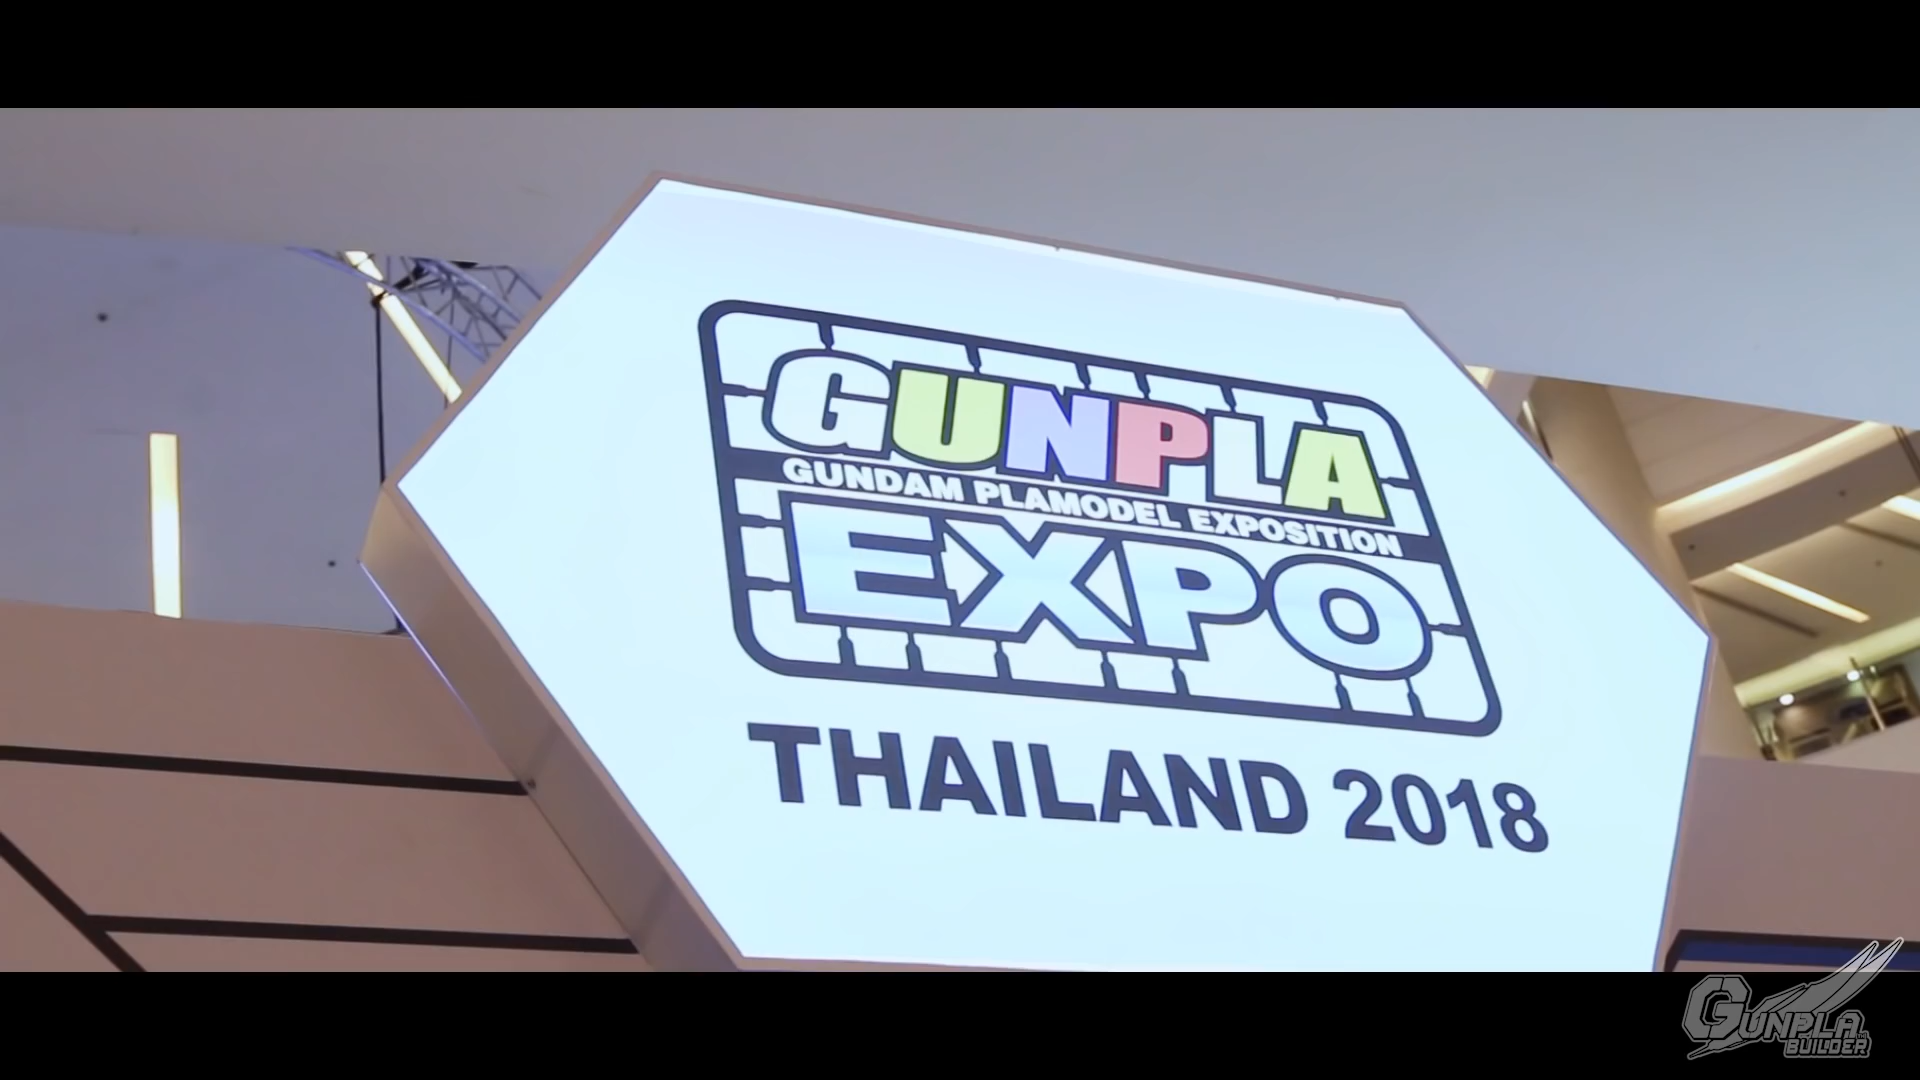 GUNPLA
GUNDAM PLAMODEL EXPOSITION
EXPO
THAILAND 2018
GUNPLA
BUILDER